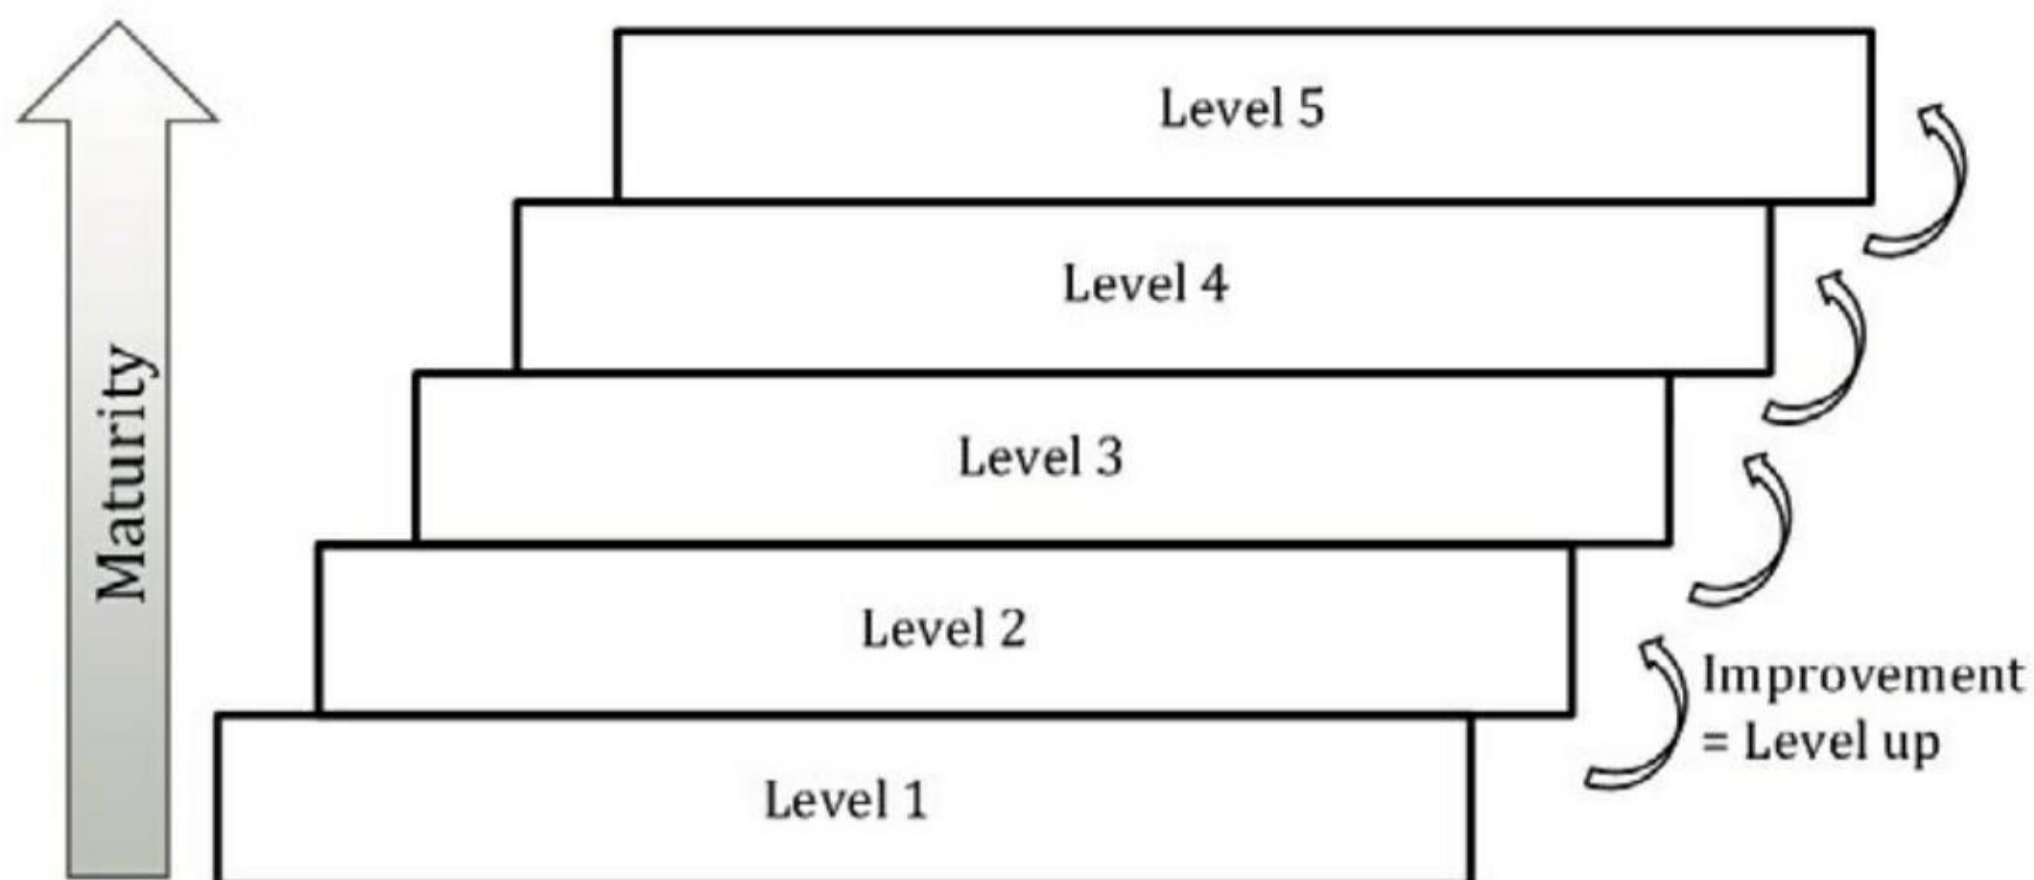 Maturity
Level 5
Level 4
Level 3
Level 2
Level 1
Improvement
= Level up